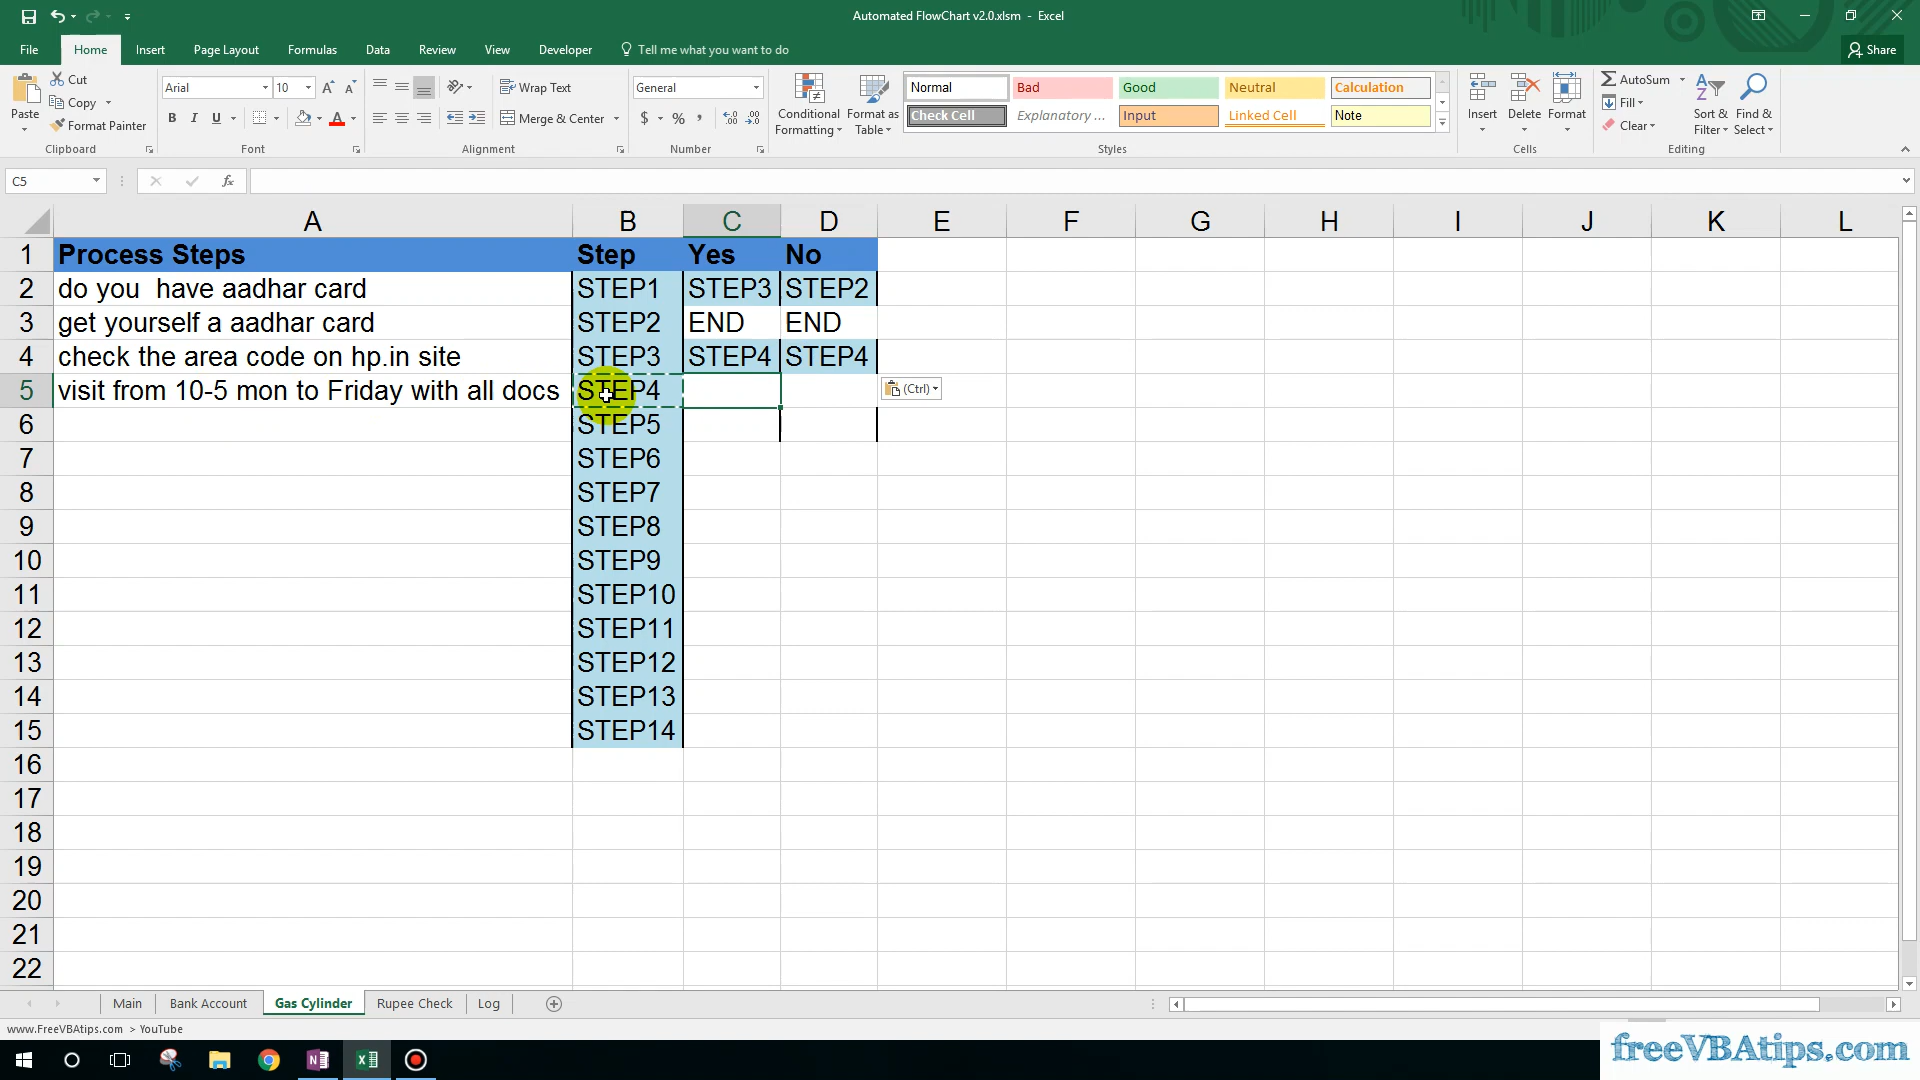 Automated FlowChart v2.0.xlsm - Excel
File Home Insert Page Layout Formulas Data Review View Developer Tell me what you want to do Share
Paste
Cut
Copy
Format Painter
Clipboard
Arial 10
B I U
Font
Wrap Text
Merge & Center
Alignment
General
$ % ,
Number
Conditional Formatting
Format as Table
Normal Bad Good Neutral Calculation
Check Cell Explanatory ... Input Linked Cell Note
Styles
Insert Delete Format
Cells
AutoSum
Fill
Clear
Sort & Filter
Find & Select
Editing
C5
fx
A B C D E F G H I J K L
1 Process Steps Step Yes No
2 do you  have aadhar card STEP1 STEP3 STEP2
3 get yourself a aadhar card STEP2 END END
4 check the area code on hp.in site STEP3 STEP4 STEP4
5 visit from 10-5 mon to Friday with all docs STEP4 (Ctrl)
6 STEP5
7 STEP6
8 STEP7
9 STEP8
10 STEP9
11 STEP10
12 STEP11
13 STEP12
14 STEP13
15 STEP14
16
17
18
19
20
21
22
Main Bank Account Gas Cylinder Rupee Check Log
www.FreeVBAtips.com > YouTube
freeVBAtips.com